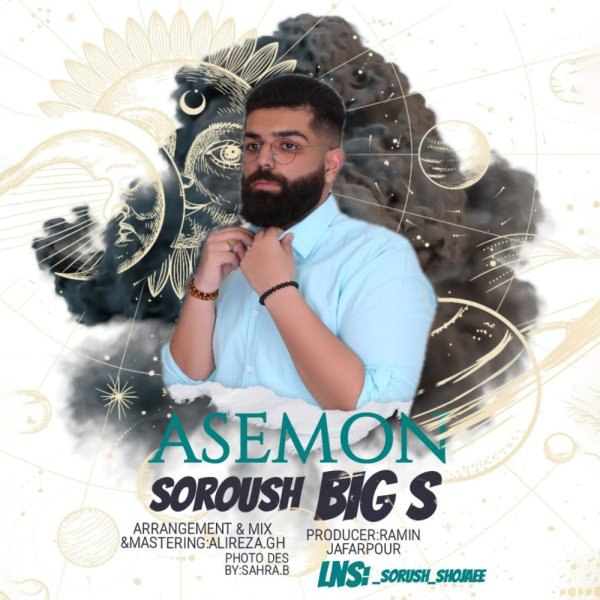 ASEMON
SOROUSH BIG S
ARRANGEMENT & MIX
&MASTERING:ALIREZA.GH
PHOTO DES
BY:SAHRA.B
PRODUCER:RAMIN
JAFARPOUR
LNS: _SORUSH_SHOJAEE